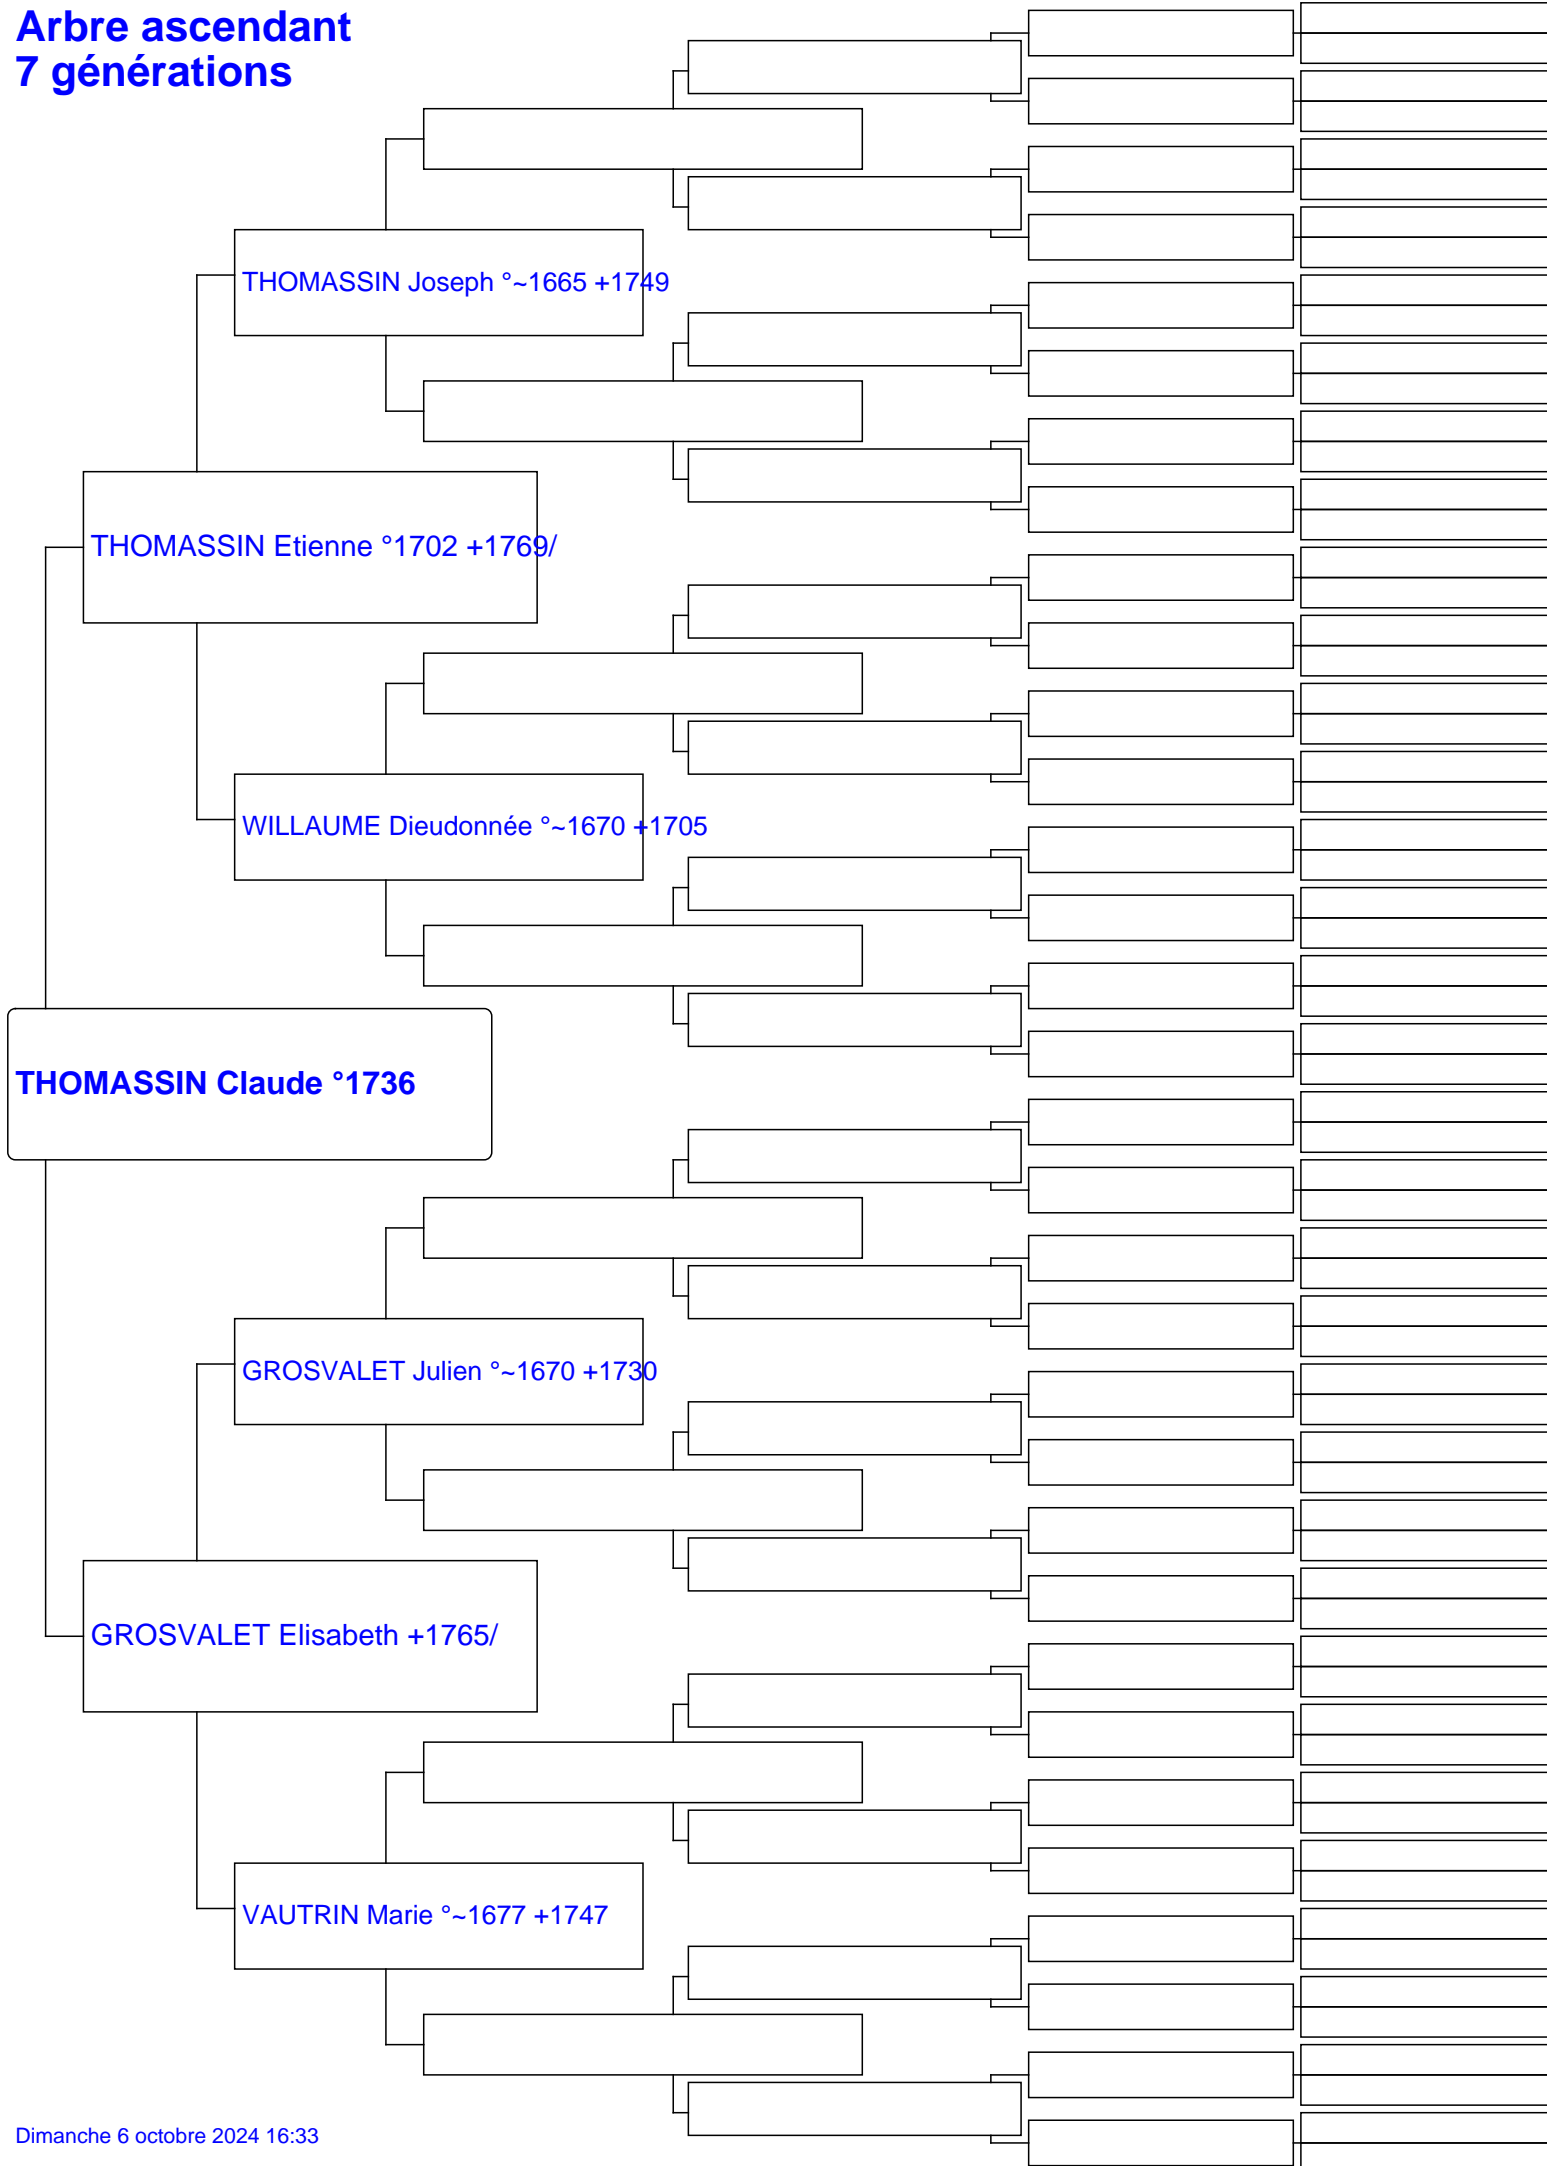 Arbre ascendant
7 générations
THOMASSIN Joseph °~1665 +1749
THOMASSIN Etienne °1702 +1769/
WILLAUME Dieudonnée °~1670 +1705
THOMASSIN Claude °1736
GROSVALET Julien °~1670 +1730
GROSVALET Elisabeth +1765/
VAUTRIN Marie °~1677 +1747
Dimanche 6 octobre 2024 16:33